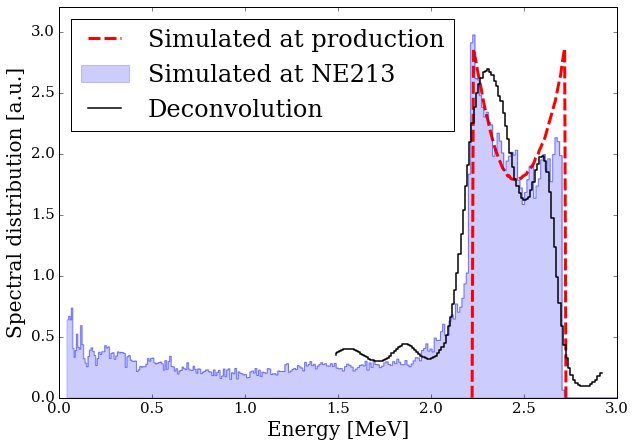 Simulated at production
Simulated at NE213
Deconvolution
Spectral distribution [a.u.]
3.0
2.5
2.0
1.5
1.0
0.5
0.0
0.0 0.5 1.0 1.5 2.0 2.5 3.0
Energy [MeV]